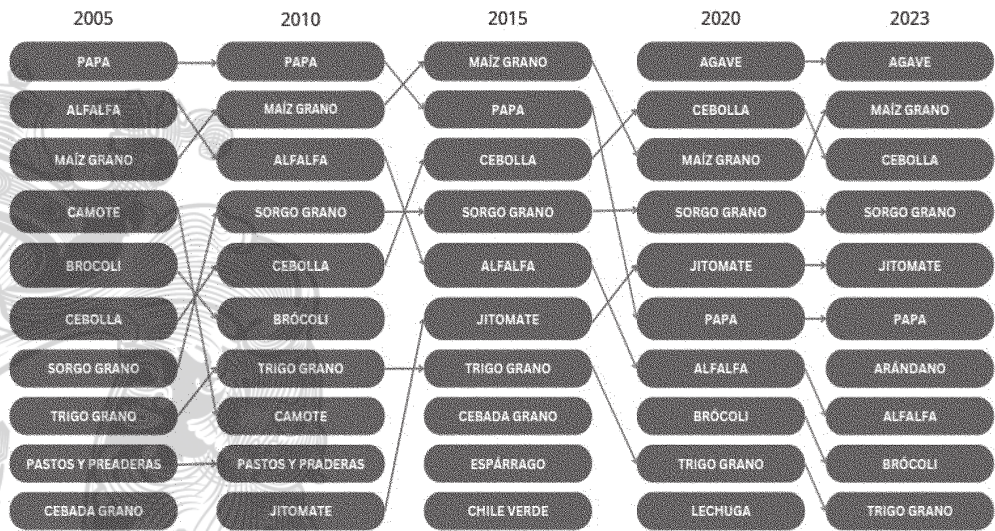 2005 2010 2015 2020 2023
PAPA PAPA MAÍZ GRANO AGAVE AGAVE
ALFALFA MAÍZ GRANO PAPA CEBOLLA MAÍZ GRANO
MAÍZ GRANO ALFALFA CEBOLLA MAÍZ GRANO CEBOLLA
CAMOTE SORGO GRANO SORGO GRANO SORGO GRANO SORGO GRANO
BROCOLI CEBOLLA ALFALFA JITOMATE JITOMATE
CEBOLLA BRÓCOLI JITOMATE PAPA PAPA
SORGO GRANO TRIGO GRANO TRIGO GRANO ALFALFA ARÁNDANO
TRIGO GRANO CAMOTE CEBADA GRANO BRÓCOLI ALFALFA
PASTOS Y PREADERAS PASTOS Y PRADERAS ESPÁRRAGO TRIGO GRANO BRÓCOLI
CEBADA GRANO JITOMATE CHILE VERDE LECHUGA TRIGO GRANO